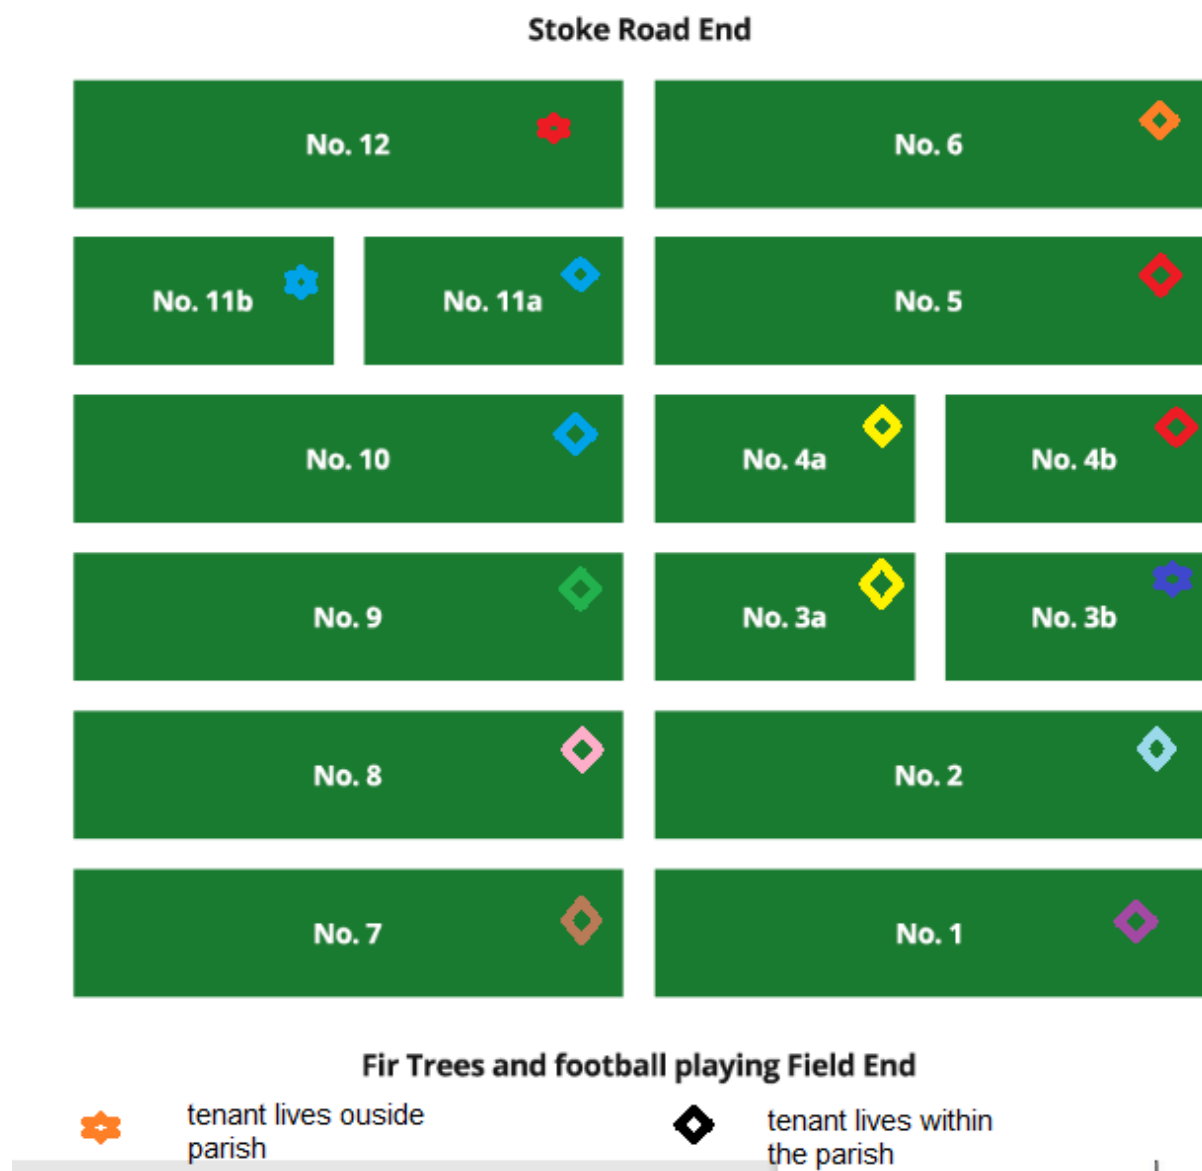 Stoke Road End
No. 12
No. 6
No. 11b
No. 11a
No. 5
No. 10
No. 4a
No. 4b
No. 9
No. 3a
No. 3b
No. 8
No. 2
No. 7
No. 1
Fir Trees and football playing Field End
tenant lives ouside
parish
tenant lives within
the parish